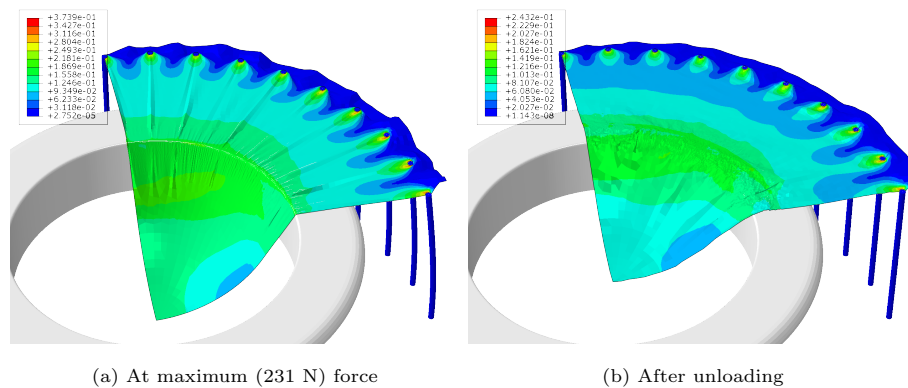 +3.739e-01
+3.427e-01
+3.116e-01
+2.804e-01
+2.493e-01
+2.181e-01
+1.869e-01
+1.558e-01
+1.246e-01
+9.349e-02
+6.233e-02
+3.118e-02
+2.752e-05
+2.432e-01
+2.229e-01
+2.027e-01
+1.824e-01
+1.621e-01
+1.419e-01
+1.216e-01
+1.013e-01
+8.107e-02
+6.080e-02
+4.053e-02
+2.027e-02
+1.143e-08
(a) At maximum (231 N) force
(b) After unloading